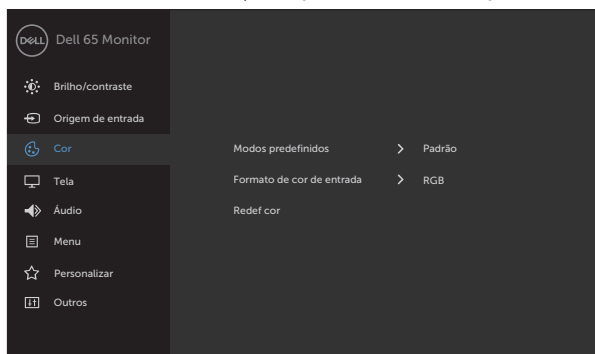 DELL Dell 65 Monitor
Brilho/contraste
Origem de entrada
Cor
Modos predefinidos > Padrão
Tela
Formato de cor de entrada > RGB
Áudio
Redef cor
Menu
Personalizar
Outros